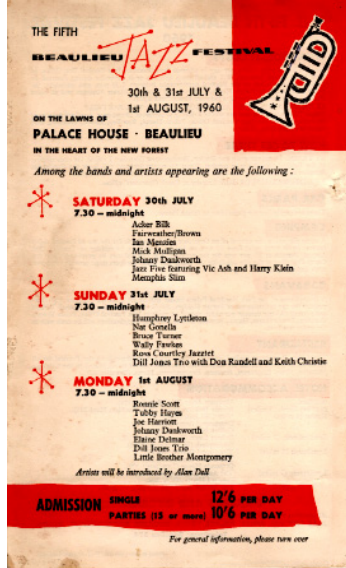 THE FIFTH
BEAULIEU JAZZ FESTIVAL
30th & 31st JULY &
1st AUGUST, 1960
ON THE LAWNS OF
PALACE HOUSE · BEAULIEU
IN THE HEART OF THE NEW FOREST
Among the bands and artists appearing are the following :
SATURDAY 30th JULY
7.30 – midnight
Acker Bilk
Fairweather/Brown
Ian Menzies
Mick Mulligan
Johnny Dankworth
Jazz Five featuring Vic Ash and Harry Klein
Memphis Slim
SUNDAY 31st JULY
7.30 – midnight
Humphrey Lyttleton
Nat Gonella
Bruce Turner
Wally Fawkes
Ross Courtley Jazztet
Dill Jones Trio with Don Randell and Keith Christie
MONDAY 1st AUGUST
7.30 – midnight
Ronnie Scott
Tubby Hayes
Joe Harriott
Johnny Dankworth
Elaine Delmar
Dill Jones Trio
Little Brother Montgomery
Artists will be introduced by Alan Dell
ADMISSION SINGLE 12'6 PER DAY
PARTIES (15 or more) 10'6 PER DAY
For general information, please turn over